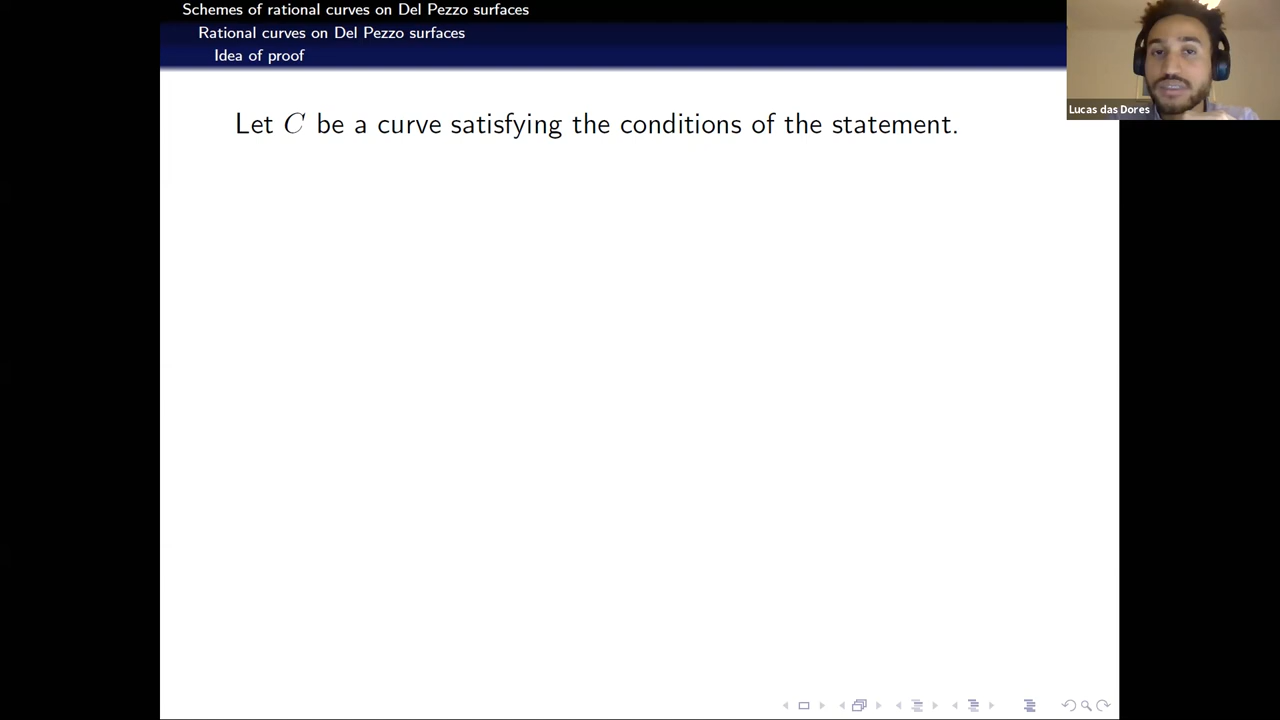 Schemes of rational curves on Del Pezzo surfaces
Rational curves on Del Pezzo surfaces
Idea of proof
Lucas das Dores
Let C be a curve satisfying the conditions of the statement.